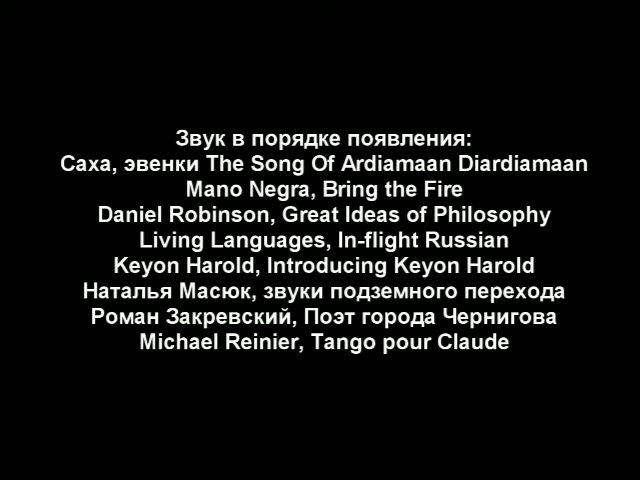 Звук в порядке появления:
Саха, эвенки The Song Of Ardiamaan Diardiamaan
Mano Negra, Bring the Fire
Daniel Robinson, Great Ideas of Philosophy
Living Languages, In-flight Russian
Keyon Harold, Introducing Keyon Harold
Наталья Масюк, звуки подземного перехода
Роман Закревский, Поэт города Чернигова
Michael Reinier, Tango pour Claude